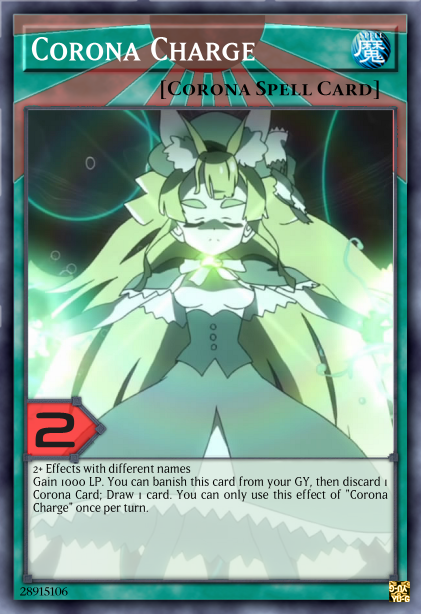 CORONA CHARGE
魔
[CORONA SPELL CARD]
2
2+ Effects with different names
Gain 1000 LP. You can banish this card from your GY, then discard 1
Corona Card; Draw 1 card. You can only use this effect of "Corona
Charge" once per turn.
28915106